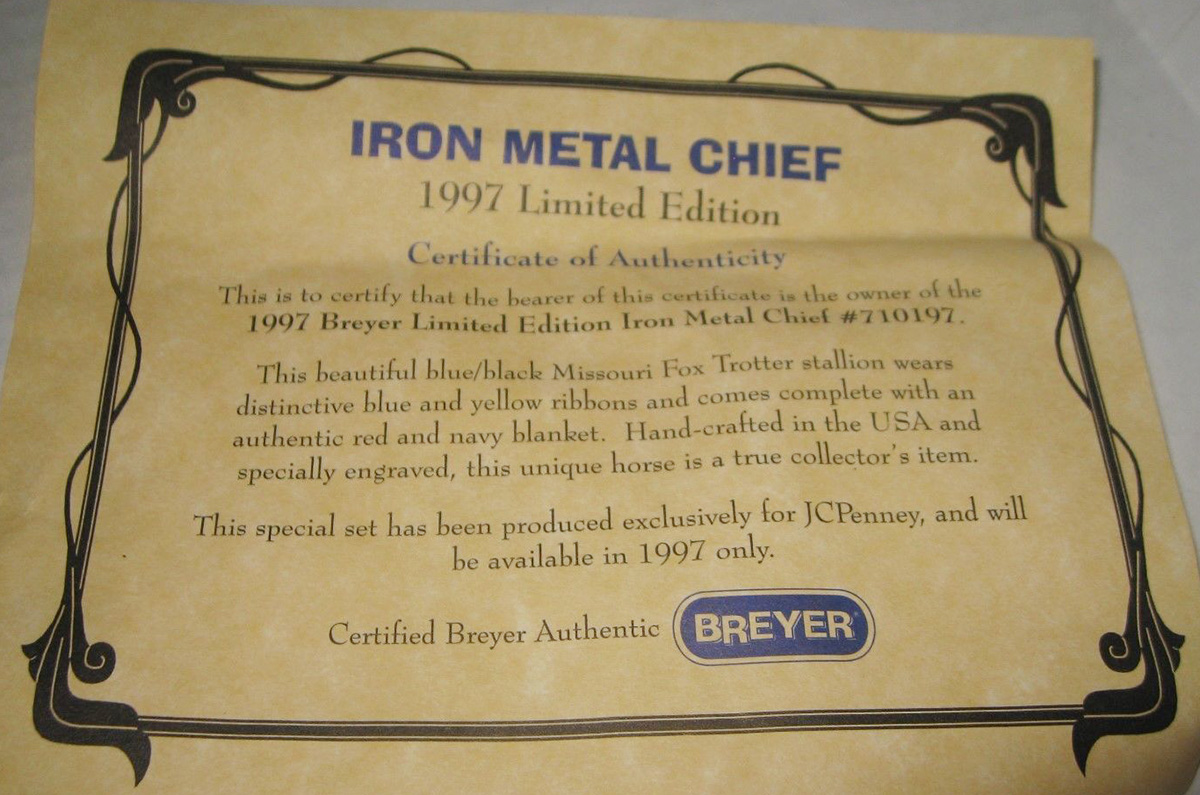 IRON METAL CHIEF
1997 Limited Edition
Certificate of Authenticity
This is to certify that the bearer of this certificate is the owner of the
1997 Breyer Limited Edition Iron Metal Chief #710197.
This beautiful blue/black Missouri Fox Trotter stallion wears
distinctive blue and yellow ribbons and comes complete with an
authentic red and navy blanket. Hand-crafted in the USA and
specially engraved, this unique horse is a true collector's item.
This special set has been produced exclusively for JCPenney, and will
be available in 1997 only.
Certified Breyer Authentic BREYER®